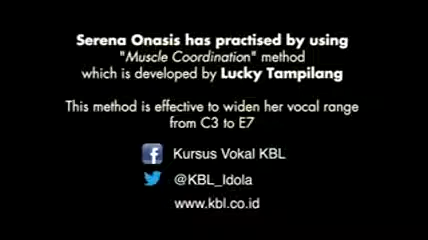 Serena Onasis has practised by using
"Muscle Coordination" method
which is developed by Lucky Tampilang
This method is effective to widen her vocal range
from C3 to E7
Kursus Vokal KBL
@KBL_Idola
www.kbl.co.id